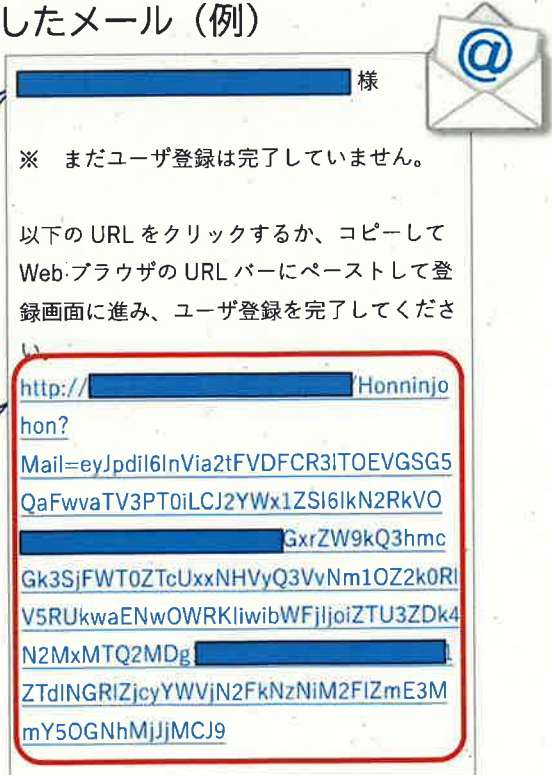 したメール（例）
@
様
※　まだユーザ登録は完了していません。
以下の URL をクリックするか、コピーして
Web ブラウザの URL バーにペーストして登
録画面に進み、ユーザ登録を完了してくださ
い。
http:// /Honninjo
hon?
Mail=eyJpdiI6InVia2tFVDFCR3lTOEVGSG5
QaFwvaTV3PT0iLCJ2YWx1ZSI6IkN2RkVO
GxrZW9kQ3hmc
Gk3SjFWT0ZTcUxxNHVyQ3VvNm1OZ2k0Rl
V5RUkwaENwOWRKIiwibWFjIjoiZTU3ZDk4
N2MxMTQ2MDg 1
ZTdlNGRlZjcyYWVjN2FkNzNiM2FlZmE3M
mY5OGNhMjJjMCJ9